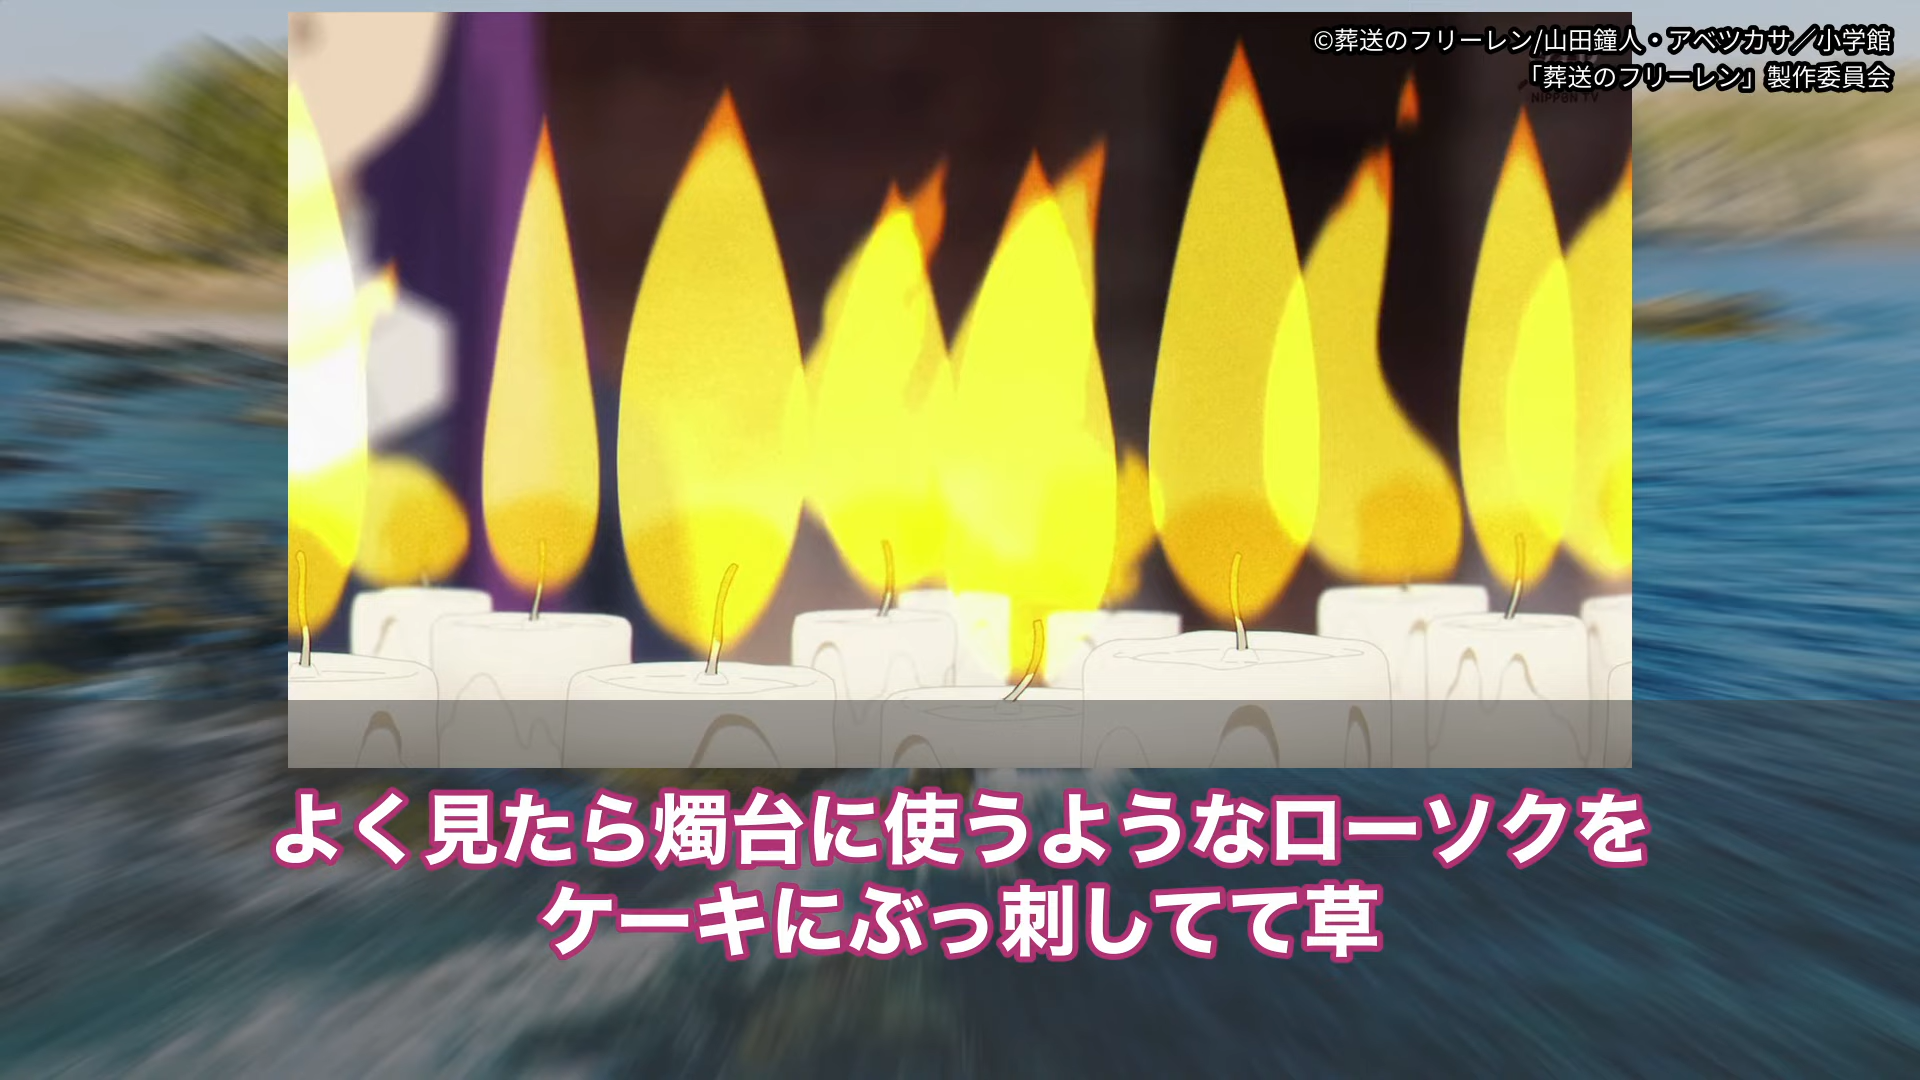 ©葬送のフリーレン/山田鐘人・アベツカサ／小学館
「葬送のフリーレン」製作委員会
NIPPON TV
よく見たら燭台に使うようなローソクを
ケーキにぶっ刺してて草